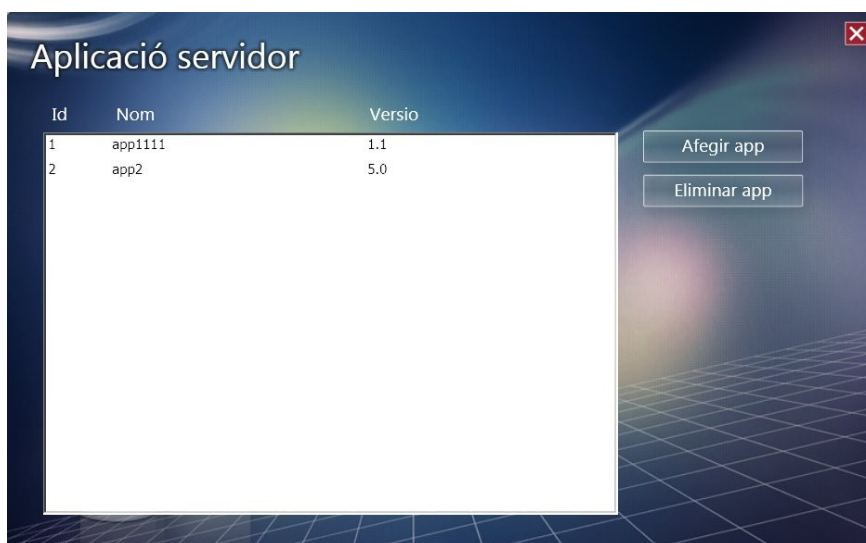 Aplicació servidor
Id Nom Versio
1 app1111 1.1
2 app2 5.0
Afegir app
Eliminar app